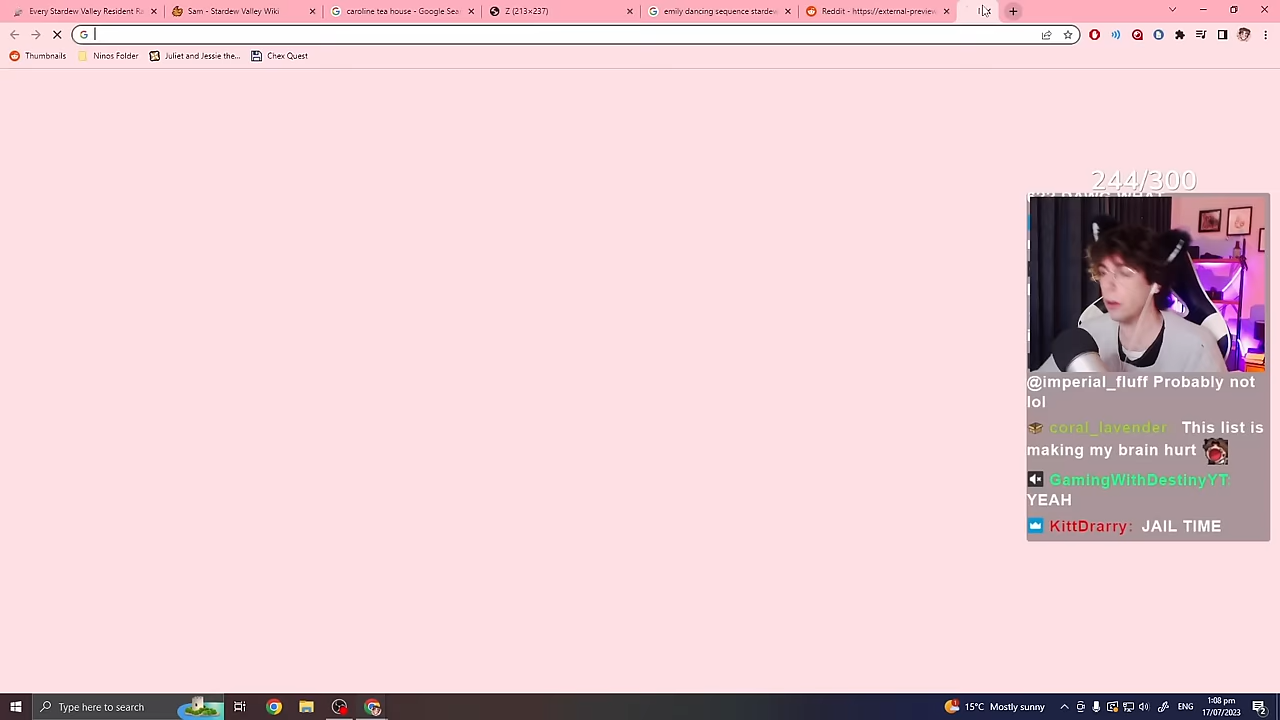 Every Stardew Valley Resident Ra
Sam - Stardew Valley Wiki
caroline tea house - Google Sea
Z (213×237)
emily dancing sequence stardew
Reddit - https://external-preview
Thumbnails
Ninos Folder
Juliet and Jessie the...
Chex Quest
244/300
@imperial_fluff Probably not
lol
coral_lavender This list is
making my brain hurt
GamingWithDestinyYT:
YEAH
KittDrarry: JAIL TIME
Type here to search
15°C Mostly sunny
ENG
1:08 pm
17/07/2023
2